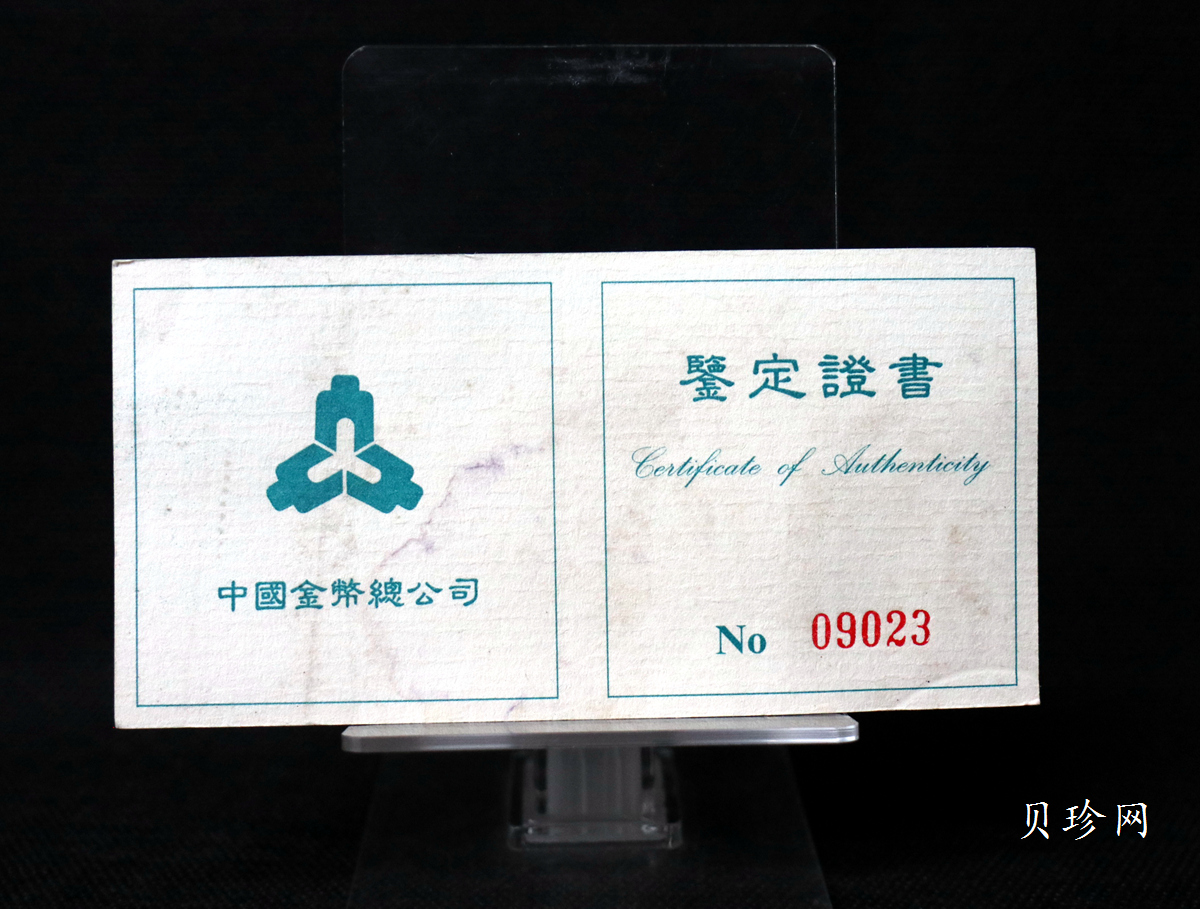 中國金幣總公司
鑒定證書
Certificate of Authenticity
No 09023
贝珍网